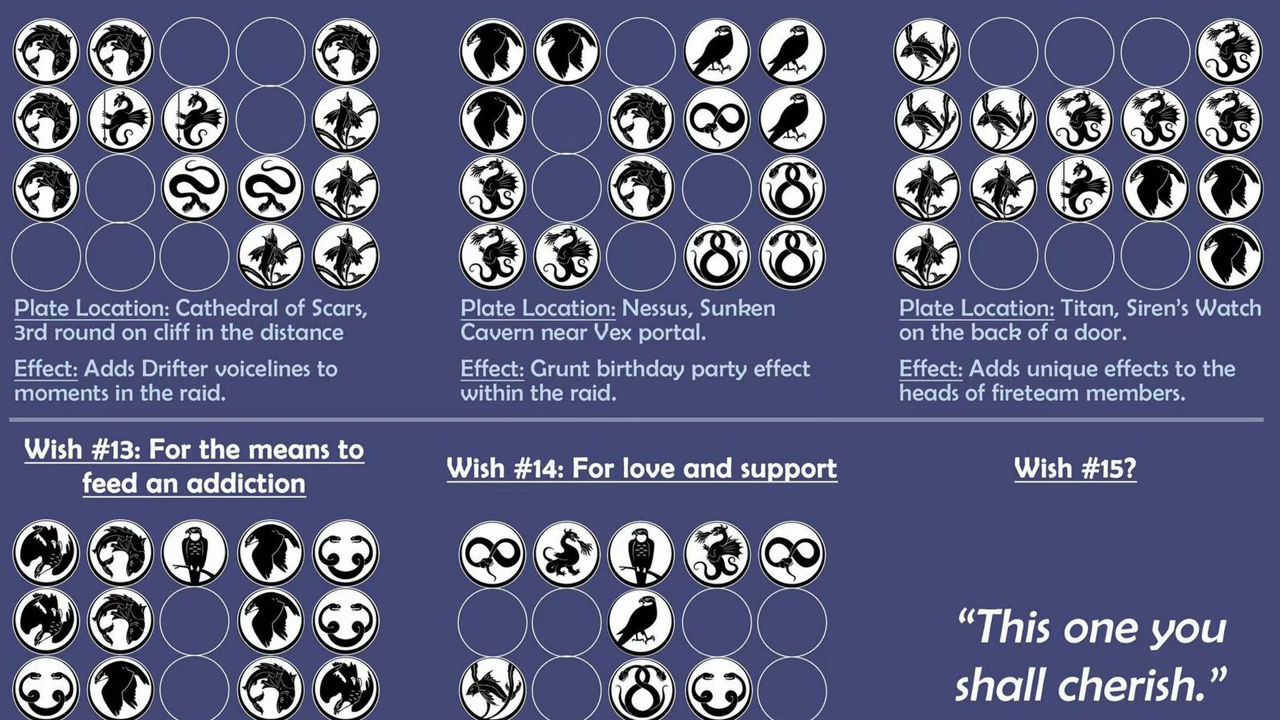 Plate Location: Cathedral of Scars,
3rd round on cliff in the distance
Effect: Adds Drifter voicelines to
moments in the raid.
Plate Location: Nessus, Sunken
Cavern near Vex portal.
Effect: Grunt birthday party effect
within the raid.
Plate Location: Titan, Siren's Watch
on the back of a door.
Effect: Adds unique effects to the
heads of fireteam members.
Wish #13: For the means to
feed an addiction
Wish #14: For love and support
Wish #15?
“This one you
shall cherish.”